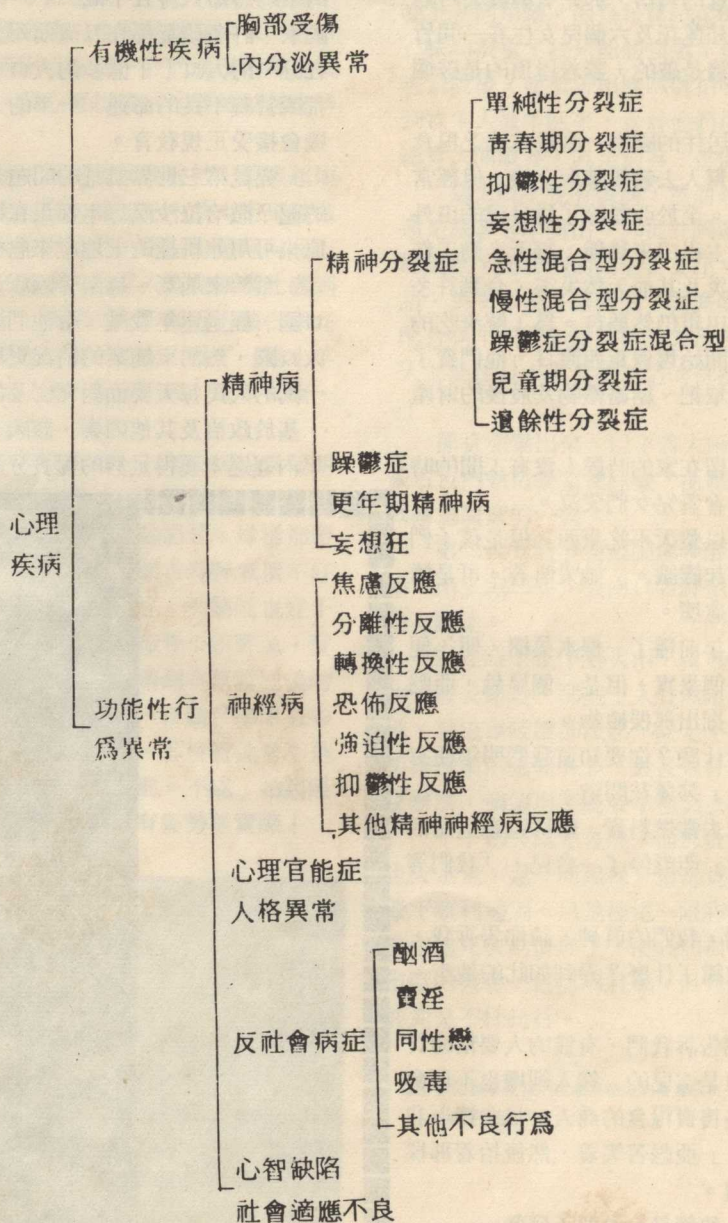 心理
疾病
有機性疾病
胸部受傷
內分泌異常
功能性行
爲異常
精神病
精神分裂症
單純性分裂症
青春期分裂症
抑鬱性分裂症
妄想性分裂症
急性混合型分裂症
慢性混合型分裂症
躁鬱症分裂症混合型
兒童期分裂症
遺餘性分裂症
躁鬱症
更年期精神病
妄想狂
神經病
焦慮反應
分離性反應
轉換性反應
恐佈反應
強迫性反應
抑鬱性反應
其他精神神經病反應
心理官能症
人格異常
反社會病症
酗酒
賣淫
同性戀
吸毒
其他不良行爲
心智缺陷
社會適應不良